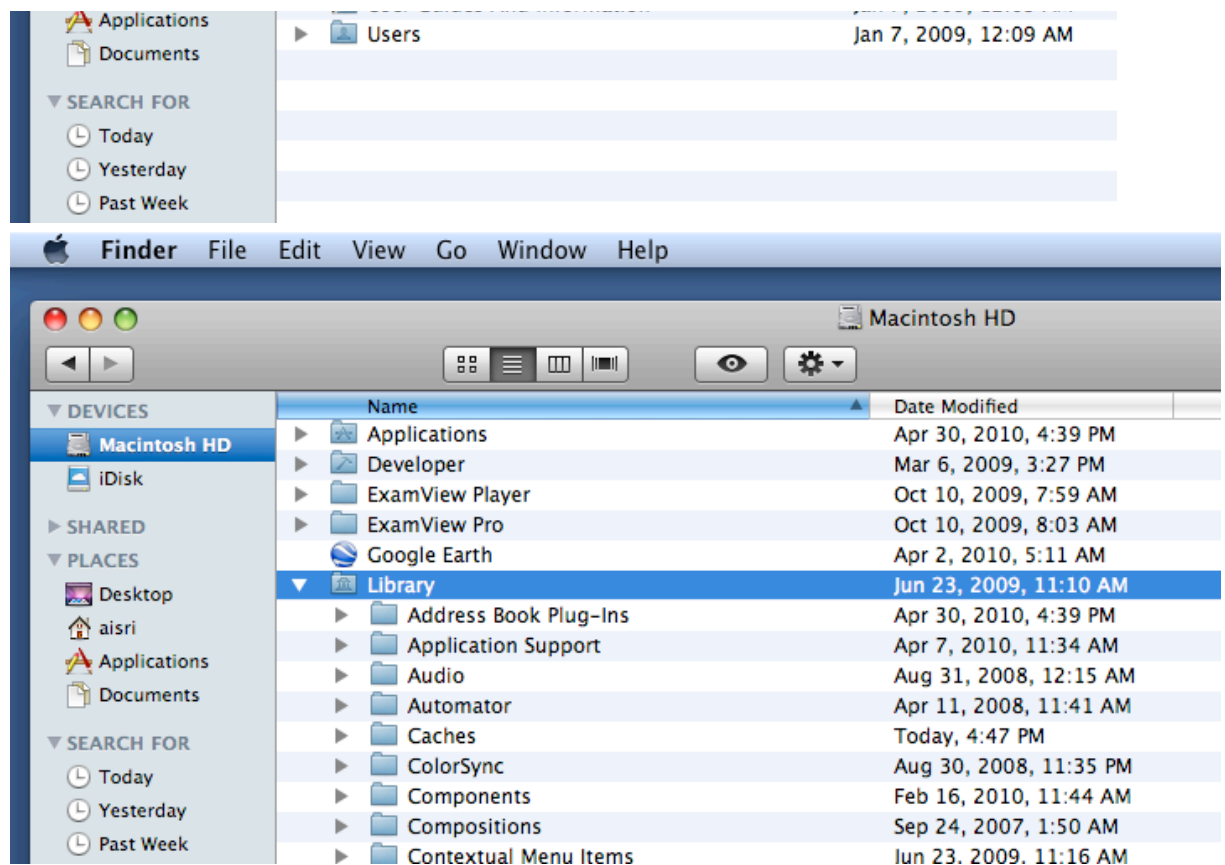 Applications
Users Jan 7, 2009, 12:09 AM
Documents
SEARCH FOR
Today
Yesterday
Past Week
Finder File Edit View Go Window Help
Macintosh HD
DEVICES
Name Date Modified
Macintosh HD
Applications Apr 30, 2010, 4:39 PM
Developer Mar 6, 2009, 3:27 PM
iDisk
ExamView Player Oct 10, 2009, 7:59 AM
SHARED
ExamView Pro Oct 10, 2009, 8:03 AM
PLACES
Google Earth Apr 2, 2010, 5:11 AM
Desktop
Library Jun 23, 2009, 11:10 AM
aisri
Address Book Plug-Ins Apr 30, 2010, 4:39 PM
Applications
Application Support Apr 7, 2010, 11:34 AM
Documents
Audio Aug 31, 2008, 12:15 AM
Automator Apr 11, 2008, 11:41 AM
SEARCH FOR
Caches Today, 4:47 PM
Today
ColorSync Aug 30, 2008, 11:35 PM
Yesterday
Components Feb 16, 2010, 11:44 AM
Past Week
Compositions Sep 24, 2007, 1:50 AM
Contextual Menu Items Jun 23, 2009, 11:16 AM